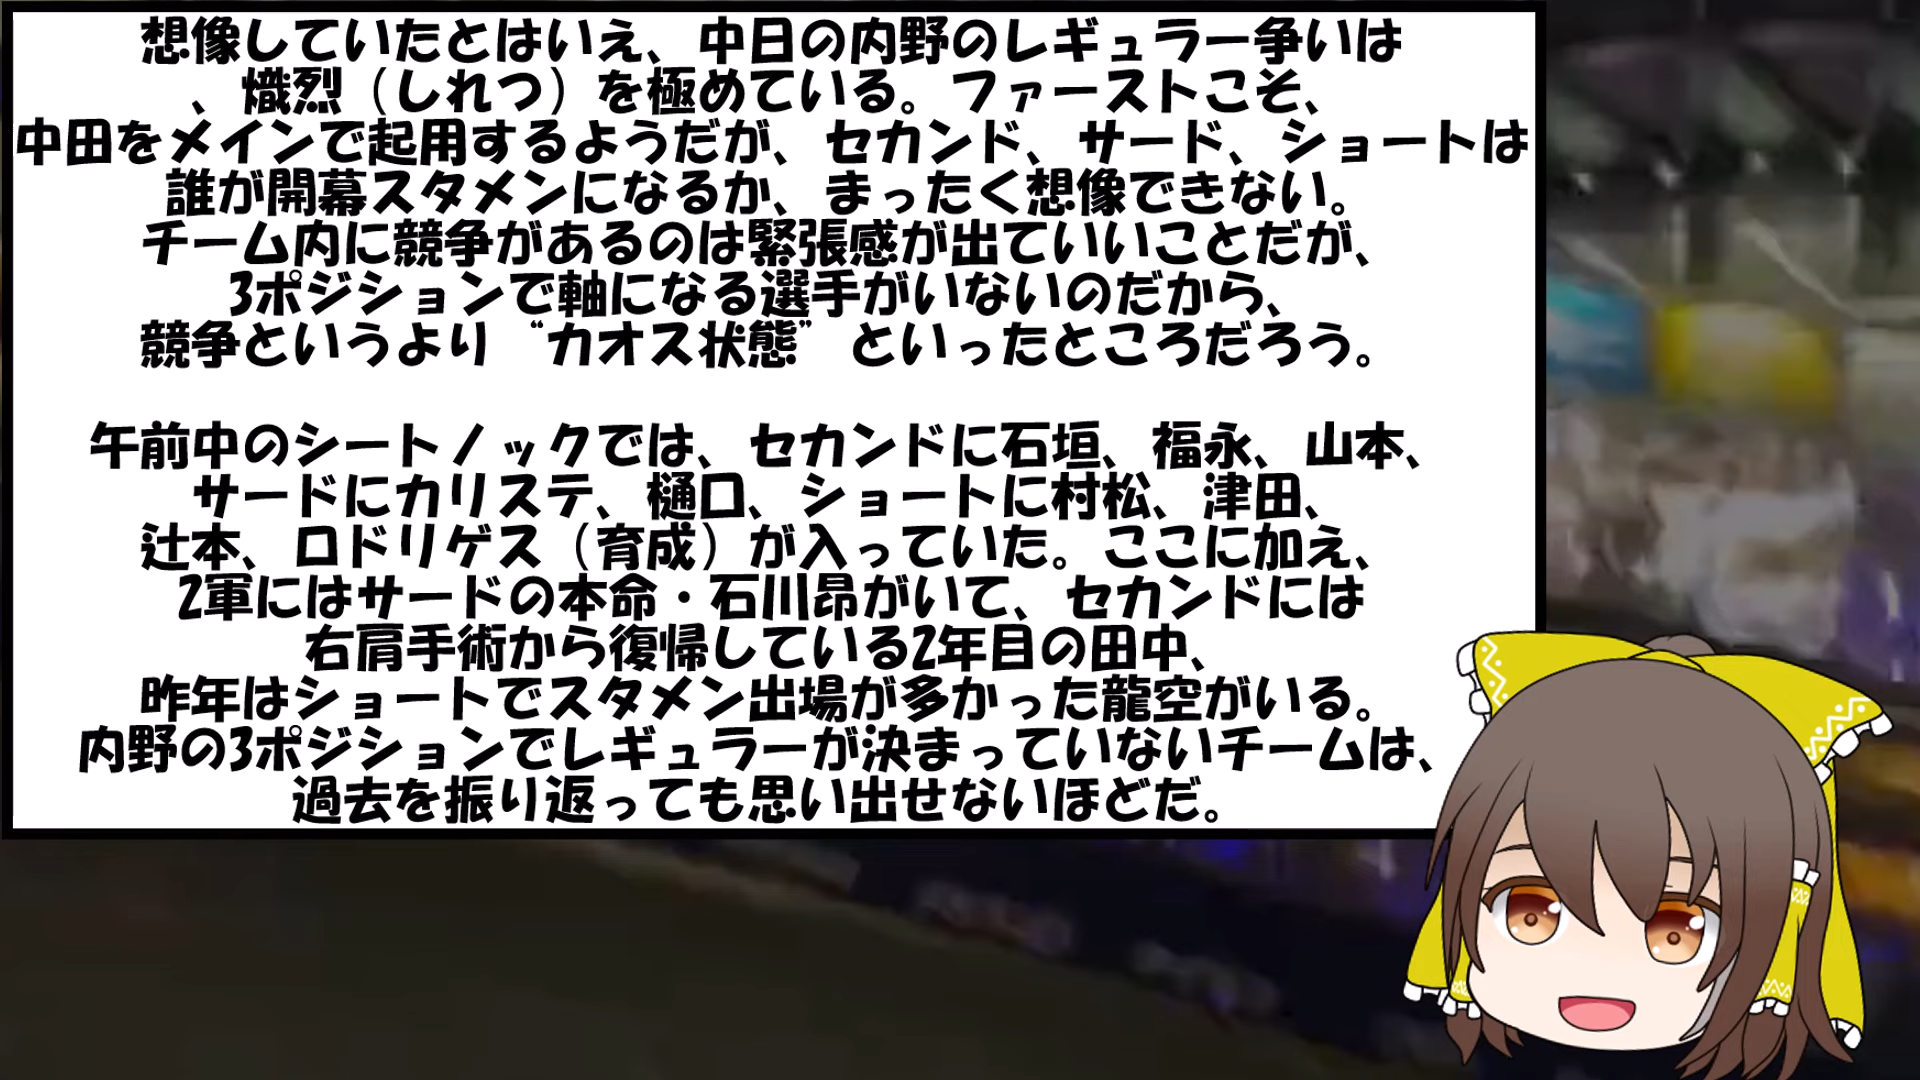 想像していたとはいえ、中日の内野のレギュラー争いは
、熾烈（しれつ）を極めている。ファーストこそ、
中田をメインで起用するようだが、セカンド、サード、ショートは
誰が開幕スタメンになるか、まったく想像できない。
チーム内に競争があるのは緊張感が出ていいことだが、
3ポジションで軸になる選手がいないのだから、
競争というより“カオス状態”といったところだろう。
午前中のシートノックでは、セカンドに石垣、福永、山本、
サードにカリステ、樋口、ショートに村松、津田、
辻本、ロドリゲス（育成）が入っていた。ここに加え、
2軍にはサードの本命・石川昂がいて、セカンドには
右肩手術から復帰している2年目の田中、
昨年はショートでスタメン出場が多かった龍空がいる。
内野の3ポジションでレギュラーが決まっていないチームは、
過去を振り返っても思い出せないほどだ。